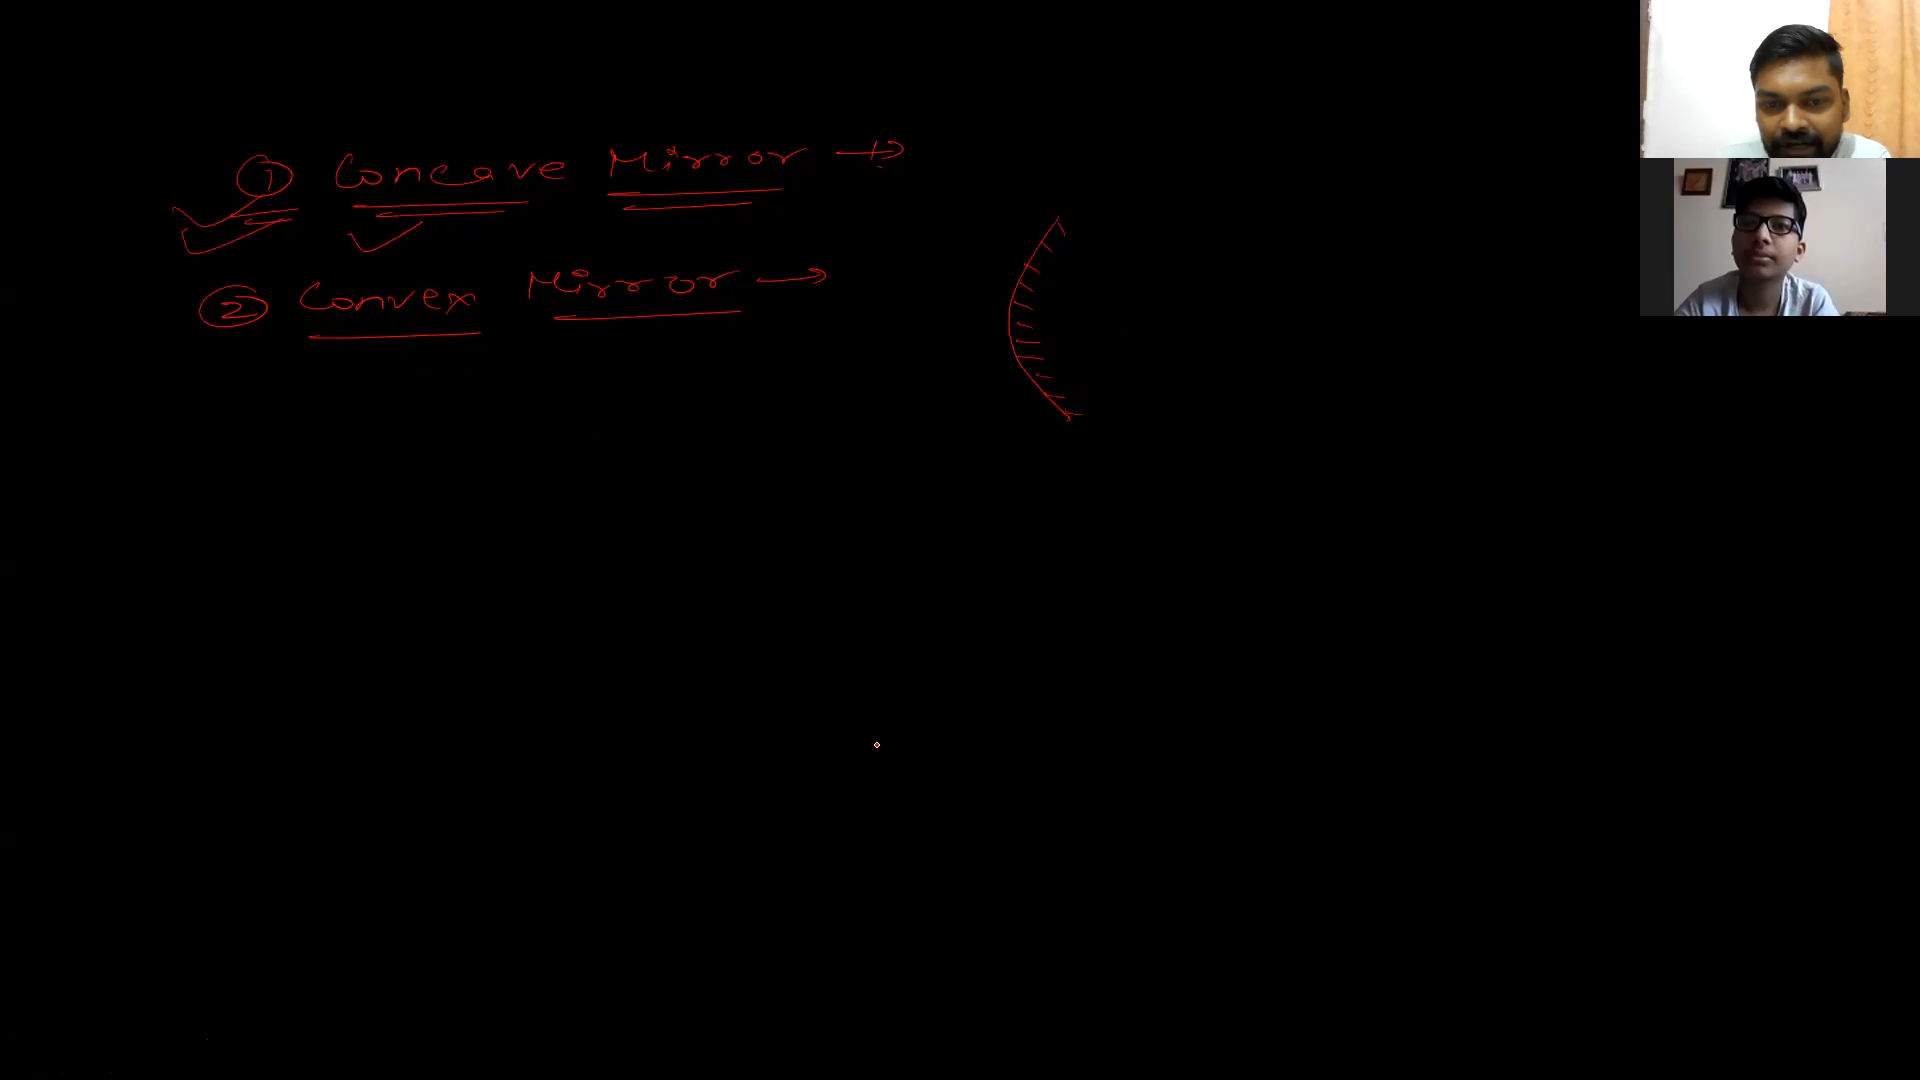 ① Concave Mirror →
② Convex Mirror →